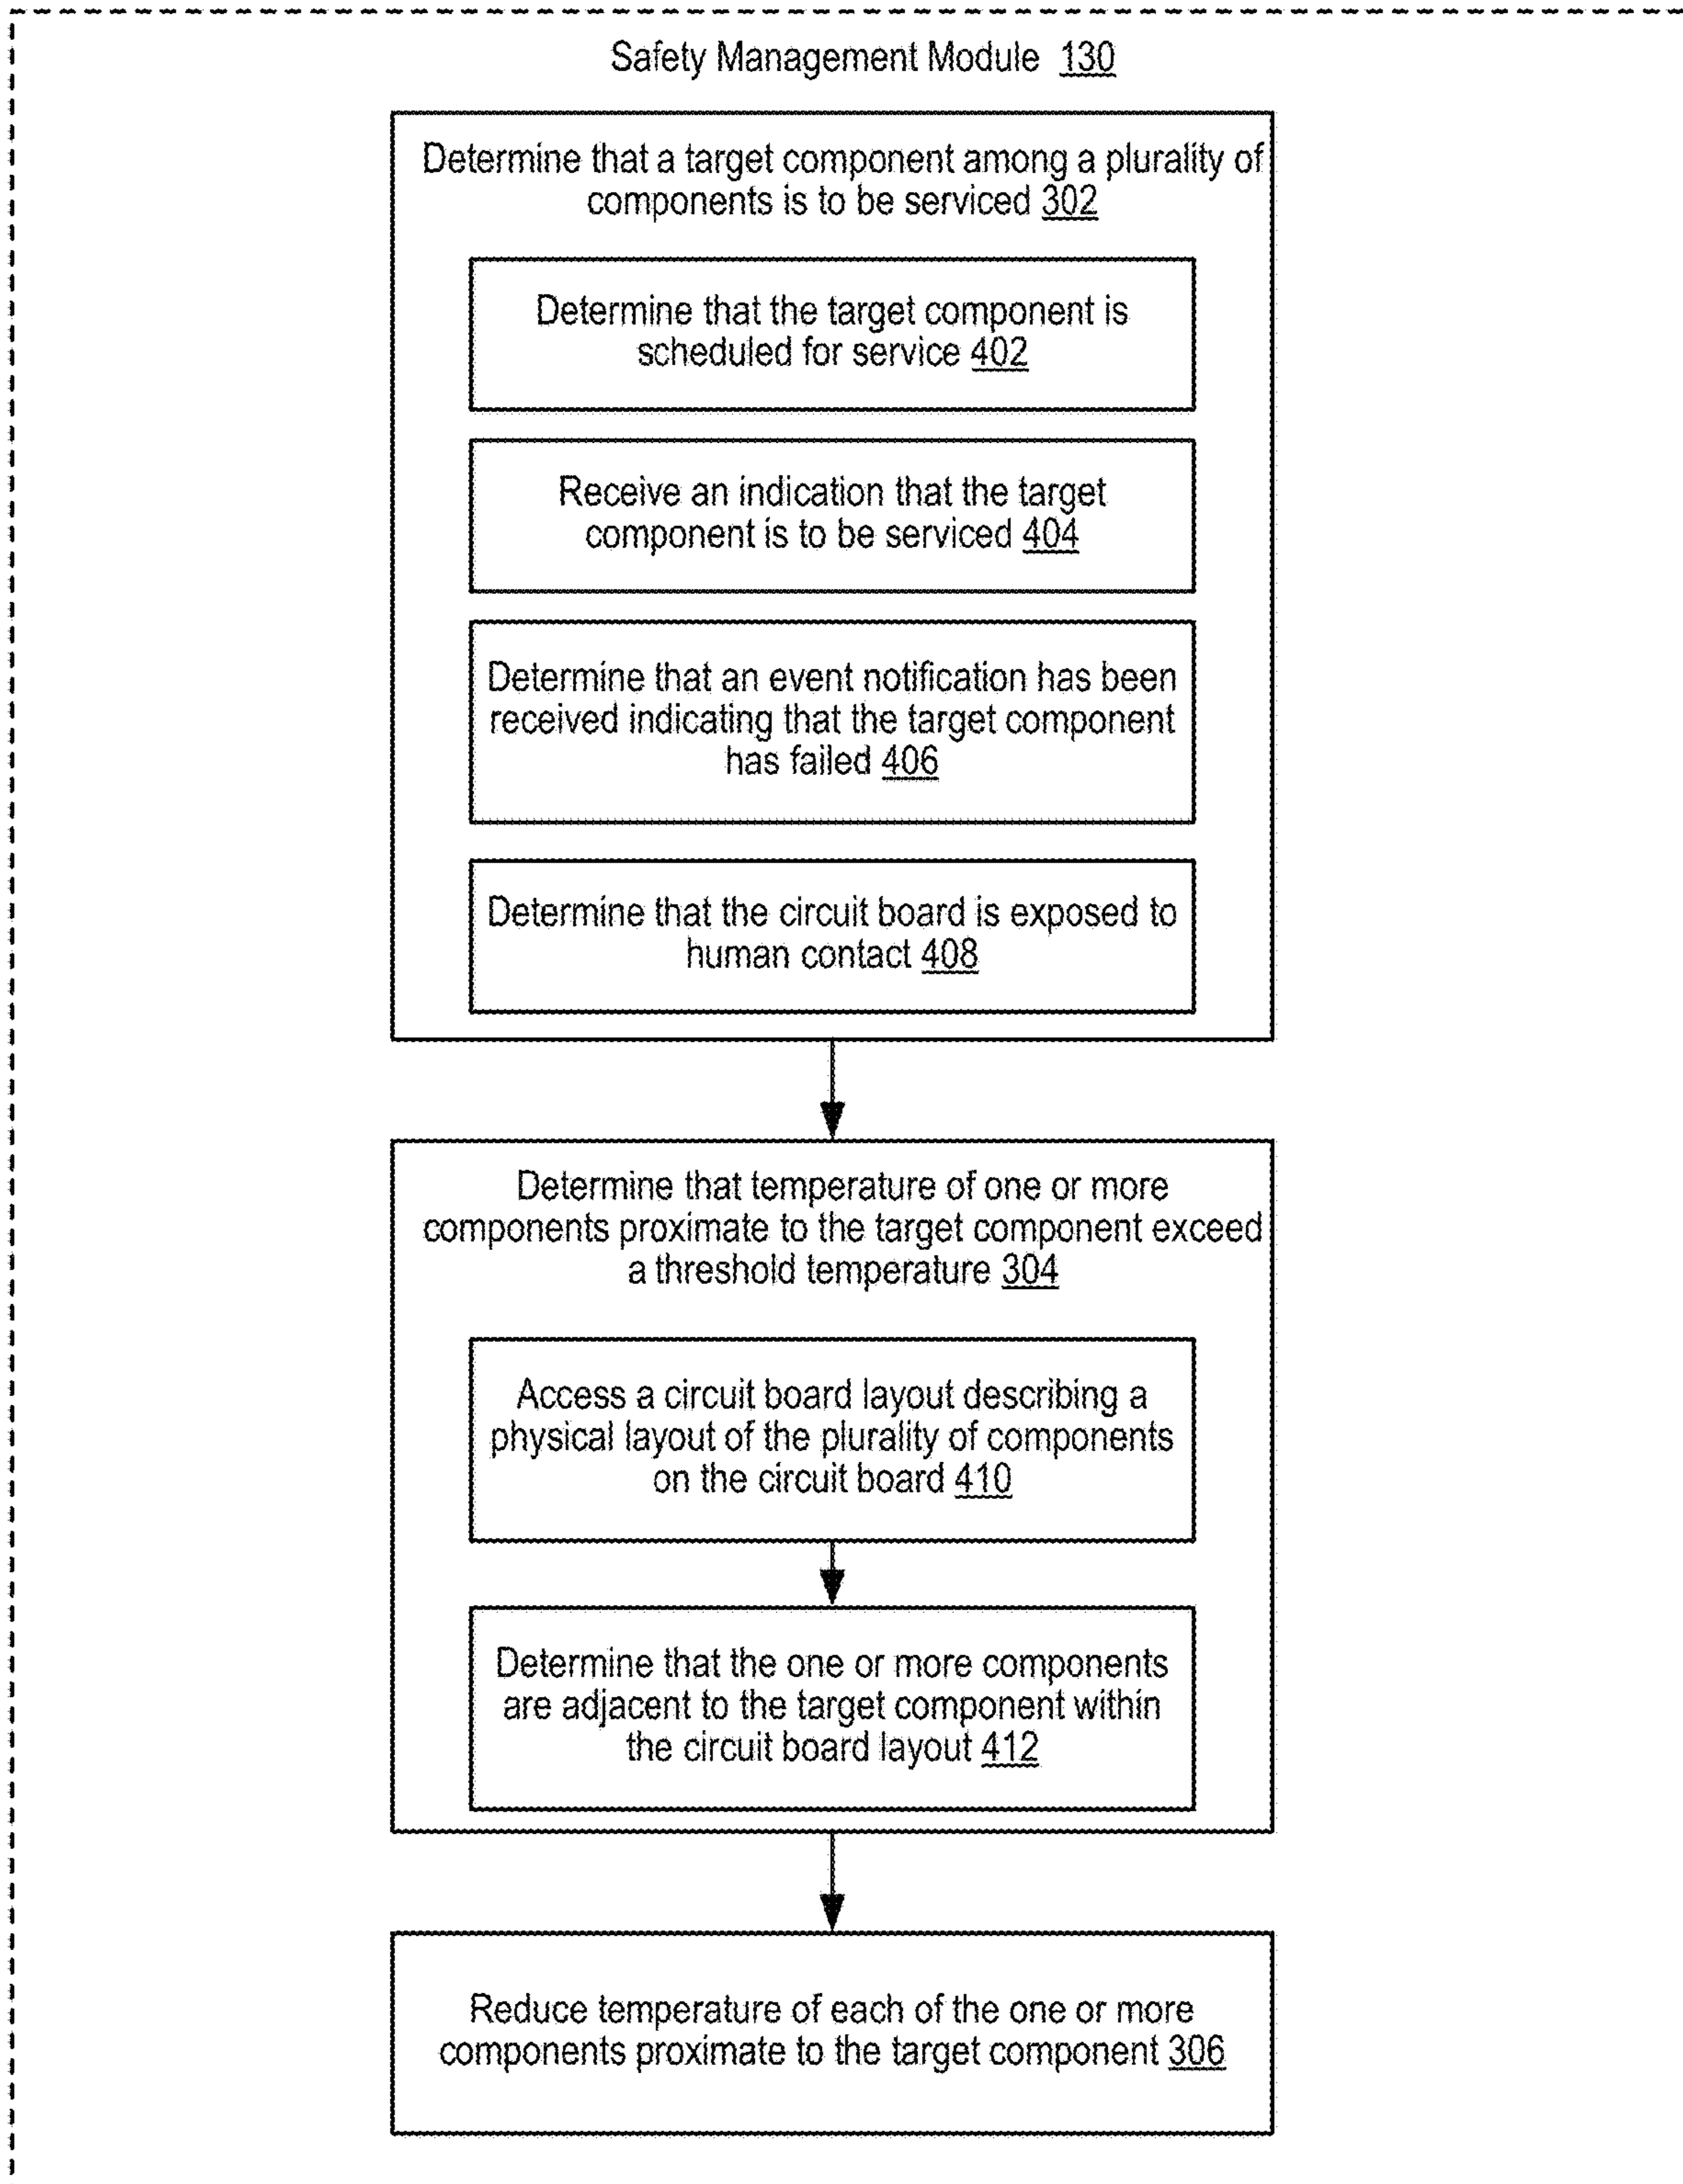 Safety Management Module 130
Determine that a target component among a plurality of
components is to be serviced 302
Determine that the target component is
scheduled for service 402
Receive an indication that the target
component is to be serviced 404
Determine that an event notification has been
received indicating that the target component
has failed 406
Determine that the circuit board is exposed to
human contact 408
Determine that temperature of one or more
components proximate to the target component exceed
a threshold temperature 304
Access a circuit board layout describing a
physical layout of the plurality of components
on the circuit board 410
Determine that the one or more components
are adjacent to the target component within
the circuit board layout 412
Reduce temperature of each of the one or more
components proximate to the target component 306